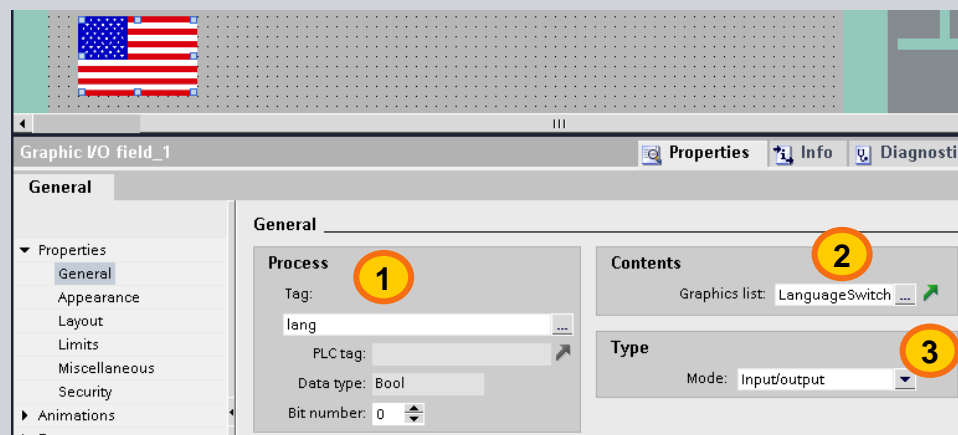 Graphic I/O field_1
Properties
Info
Diagnosti
General
General
Properties
General
Appearance
Layout
Limits
Miscellaneous
Security
Animations
Process
1
Tag:
lang
...
PLC tag:
Data type: Bool
Bit number: 0
Contents
2
Graphics list: LanguageSwitch ...
Type
3
Mode: Input/output